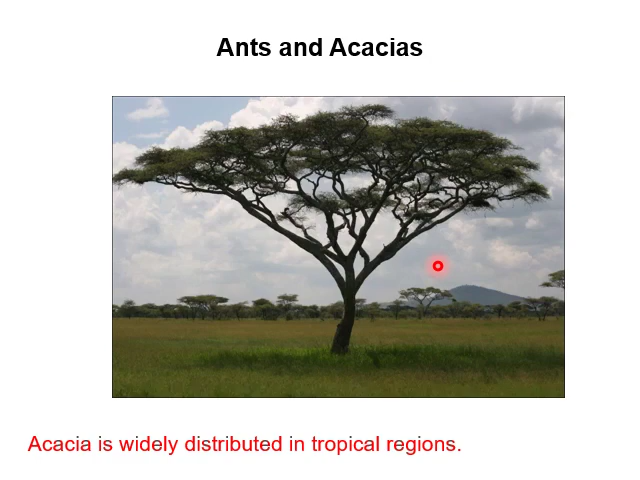 Ants and Acacias
Acacia is widely distributed in tropical regions.